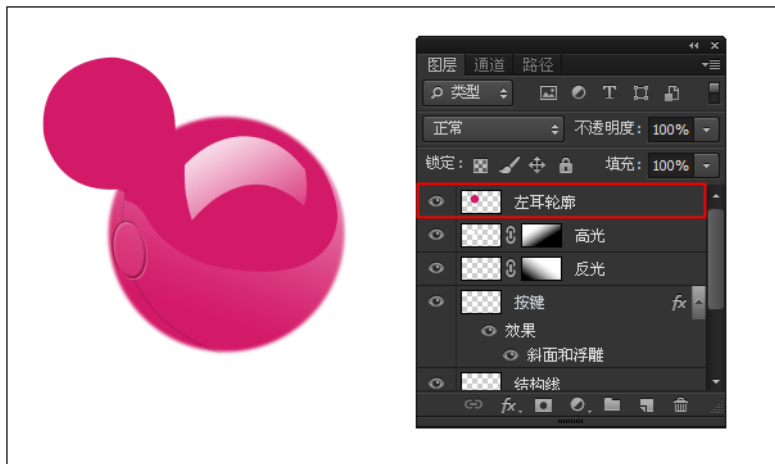 图层 通道 路径
类型
T
正常 不透明度: 100%
锁定: 填充: 100%
左耳轮廓
高光
反光
按键 fx
效果
斜面和浮雕
结构线
fx